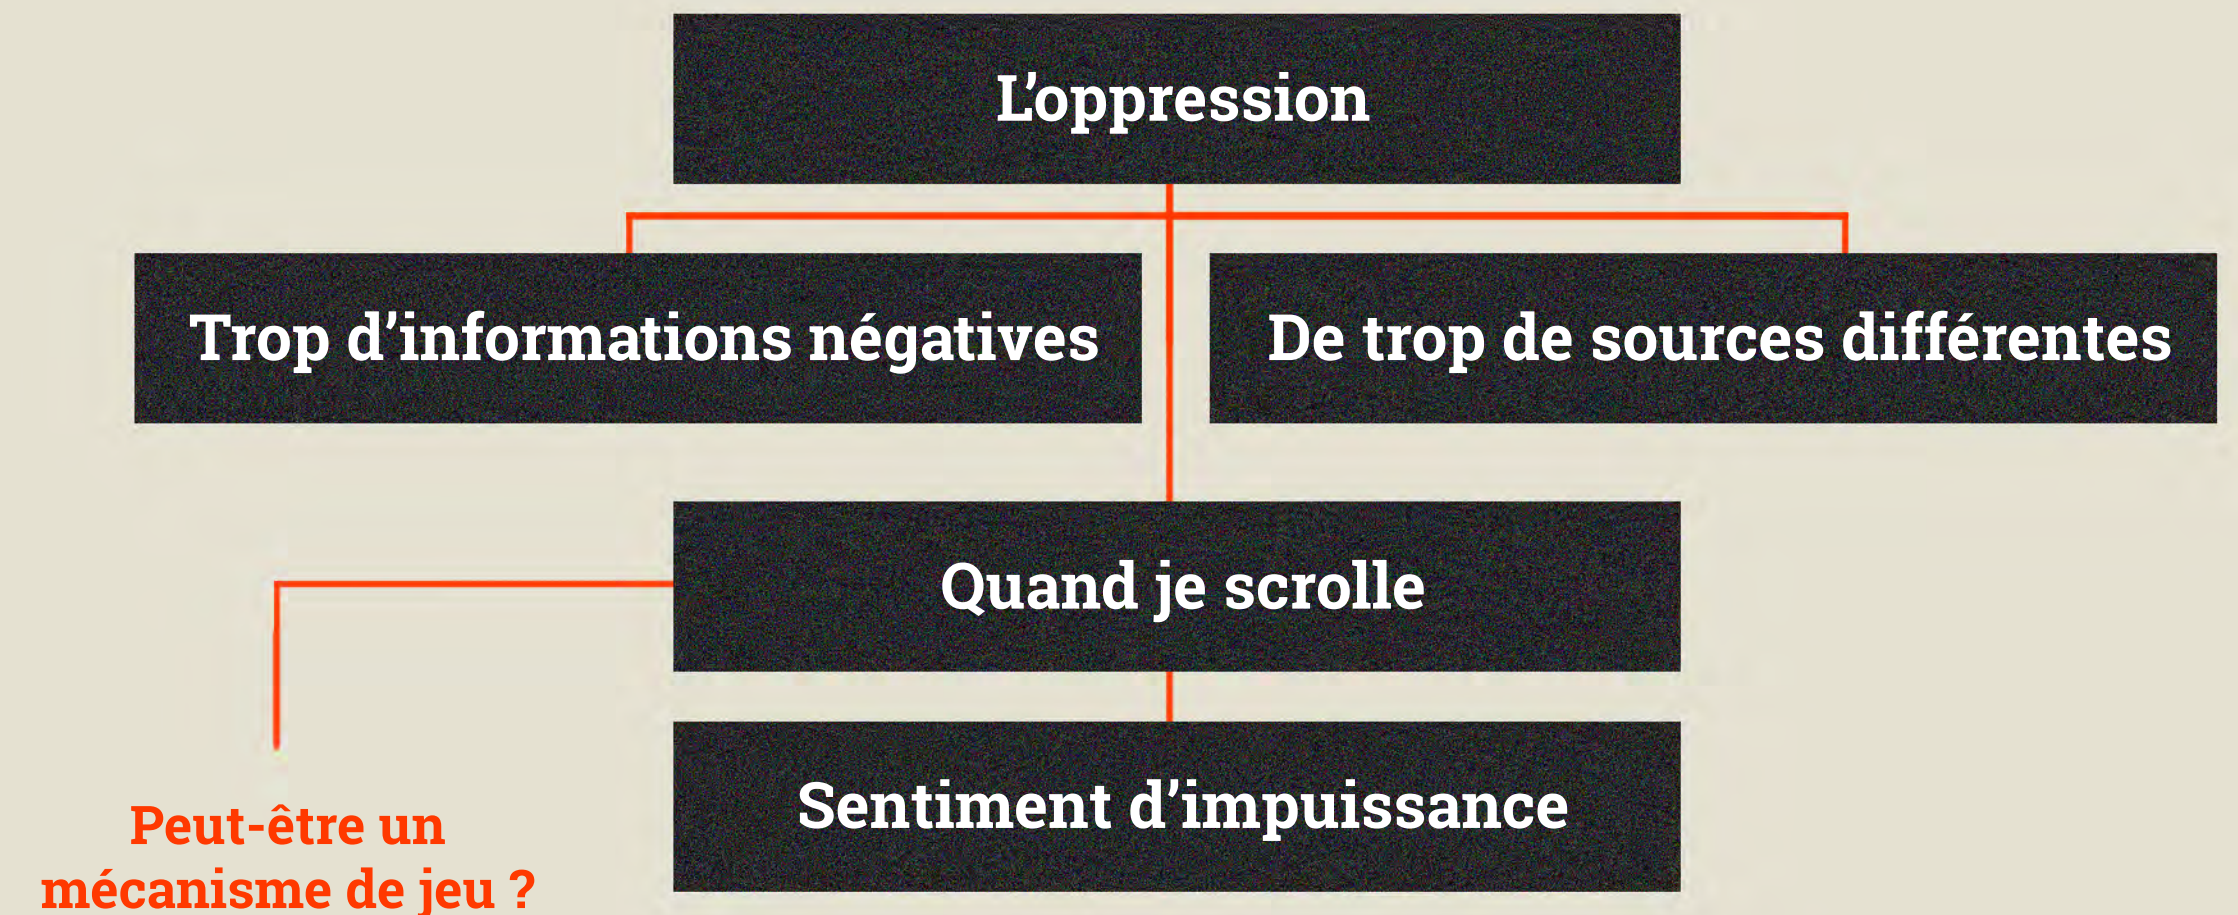 L’oppression
Trop d’informations négatives
De trop de sources différentes
Quand je scrolle
Sentiment d’impuissance
Peut-être un
mécanisme de jeu ?